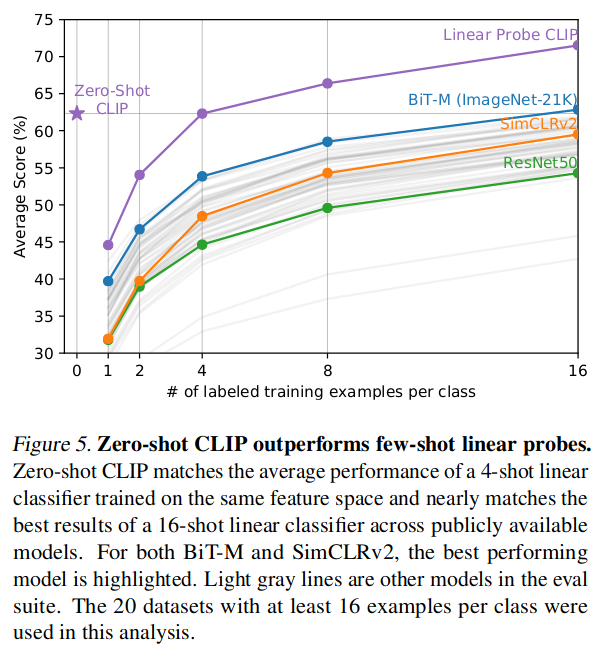 75
70
65
60
55
50
45
40
35
30
Average Score (%)
Linear Probe CLIP
Zero-Shot
CLIP
BiT-M (ImageNet-21K)
SimCLRv2
ResNet50
0 1 2 4 8 16
# of labeled training examples per class
Figure 5. Zero-shot CLIP outperforms few-shot linear probes.
Zero-shot CLIP matches the average performance of a 4-shot linear
classifier trained on the same feature space and nearly matches the
best results of a 16-shot linear classifier across publicly available
models. For both BiT-M and SimCLRv2, the best performing
model is highlighted. Light gray lines are other models in the eval
suite. The 20 datasets with at least 16 examples per class were
used in this analysis.